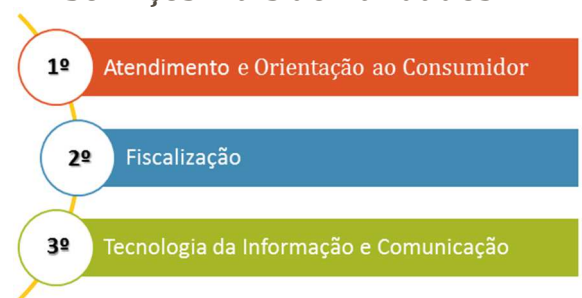 1º
Atendimento e Orientação ao Consumidor
2º
Fiscalização
3º
Tecnologia da Informação e Comunicação